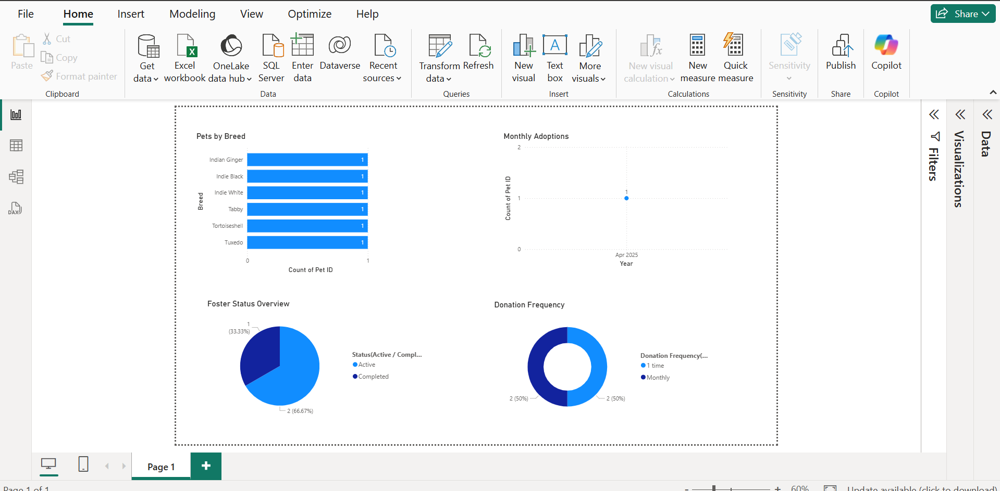 File Home Insert Modeling View Optimize Help Share
Paste
Cut
Copy
Format painter
Clipboard
Get data
Excel workbook
OneLake data hub
SQL Server
Enter data
Dataverse
Recent sources
Data
Transform data
Refresh
Queries
New visual
Text box
More visuals
Insert
New visual calculation
New measure
Quick measure
Calculations
Sensitivity
Sensitivity
Publish
Share
Copilot
Copilot
DAX
Pets by Breed
Breed
Indian Ginger 1
Indie Black 1
Indie White 1
Tabby 1
Tortoiseshell 1
Tuxedo 1
0 1
Count of Pet ID
Monthly Adoptions
Count of Pet ID
2
1
1
0
Apr 2025
Year
Foster Status Overview
1
(33.33%)
2 (66.67%)
Status(Active / Compl...
Active
Completed
Donation Frequency
2 (50%)
2 (50%)
Donation Frequency(...
1 time
Monthly
Filters
Visualizations
Data
Page 1
Page 1 of 1
- + 60%
Update available (click to download)